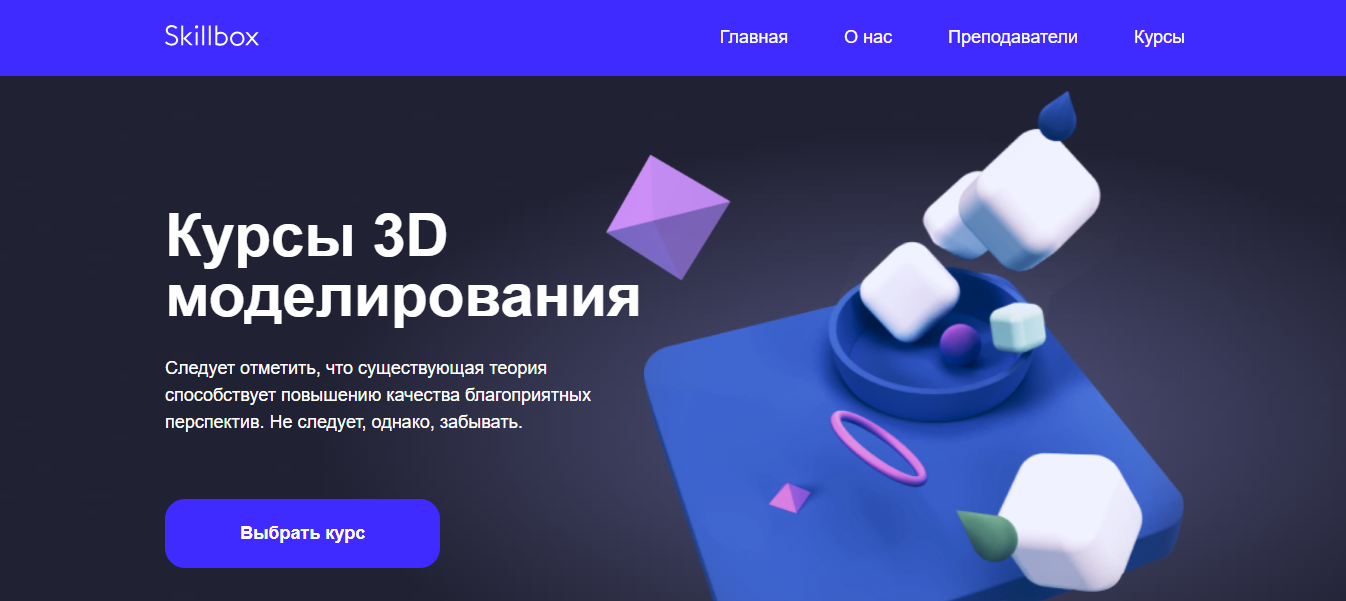 Skillbox
Главная О нас Преподаватели Курсы
Курсы 3D
моделирования
Следует отметить, что существующая теория
способствует повышению качества благоприятных
перспектив. Не следует, однако, забывать.
Выбрать курс